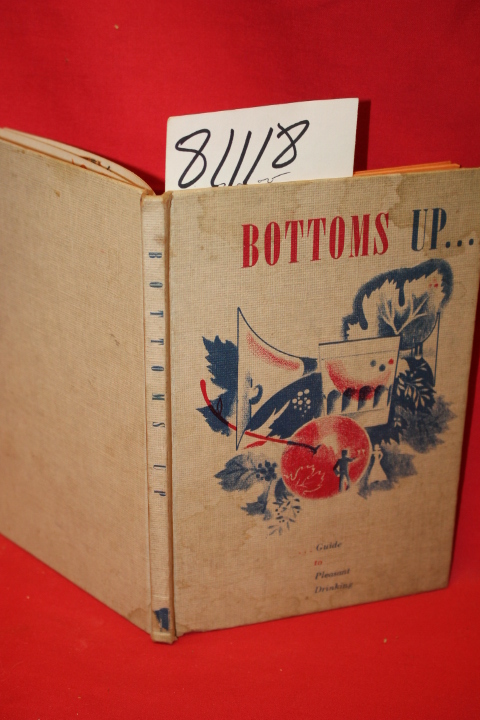 81118
BOTTOMS UP....
BOTTOMS UP
...Guide
to
Pleasant
Drinking